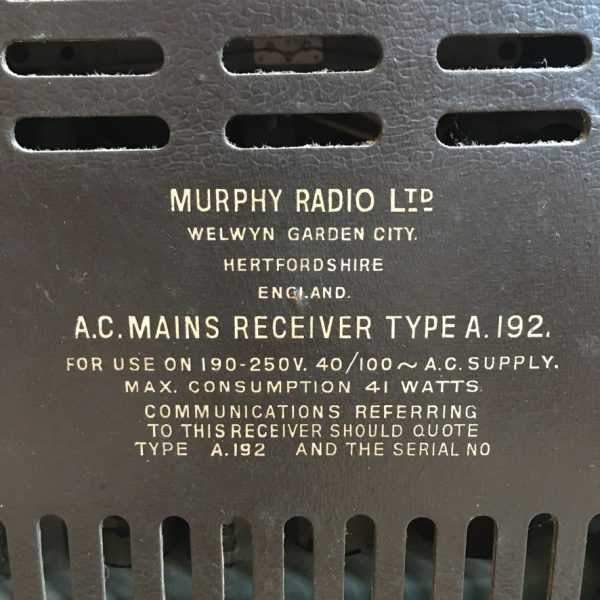 MURPHY RADIO LTD
WELWYN GARDEN CITY.
HERTFORDSHIRE
ENGLAND.
A.C. MAINS RECEIVER TYPE A.192.
FOR USE ON 190-250V. 40/100~ A.C. SUPPLY.
MAX. CONSUMPTION 41 WATTS.
COMMUNICATIONS REFERRING
TO THIS RECEIVER SHOULD QUOTE
TYPE A.192 AND THE SERIAL NO